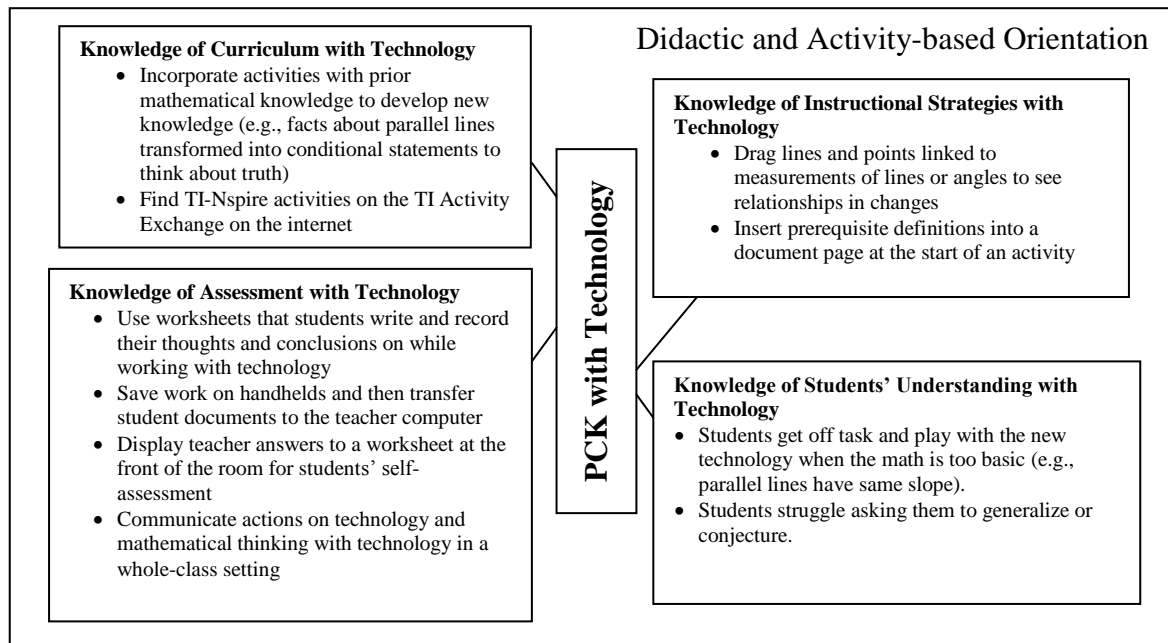 Didactic and Activity-based Orientation
Knowledge of Curriculum with Technology
• Incorporate activities with prior
mathematical knowledge to develop new
knowledge (e.g., facts about parallel lines
transformed into conditional statements to
think about truth)
• Find TI-Nspire activities on the TI Activity
Exchange on the internet
Knowledge of Assessment with Technology
• Use worksheets that students write and record
their thoughts and conclusions on while
working with technology
• Save work on handhelds and then transfer
student documents to the teacher computer
• Display teacher answers to a worksheet at the
front of the room for students’ self-
assessment
• Communicate actions on technology and
mathematical thinking with technology in a
whole-class setting
PCK with Technology
Knowledge of Instructional Strategies with
Technology
• Drag lines and points linked to
measurements of lines or angles to see
relationships in changes
• Insert prerequisite definitions into a
document page at the start of an activity
Knowledge of Students’ Understanding with
Technology
• Students get off task and play with the new
technology when the math is too basic (e.g.,
parallel lines have same slope).
• Students struggle asking them to generalize or
conjecture.